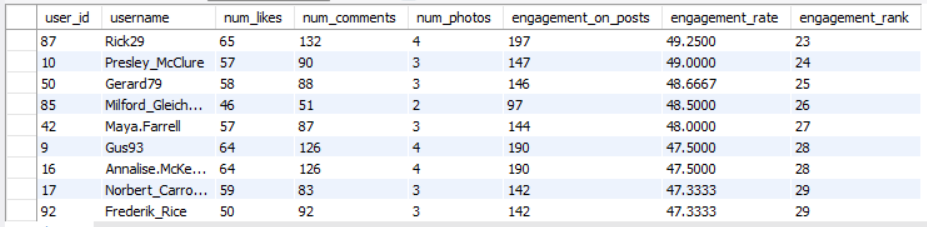 user_id username num_likes num_comments num_photos engagement_on_posts engagement_rate engagement_rank
87 Rick29 65 132 4 197 49.2500 23
10 Presley_McClure 57 90 3 147 49.0000 24
50 Gerard79 58 88 3 146 48.6667 25
85 Milford_Gleich... 46 51 2 97 48.5000 26
42 Maya.Farrell 57 87 3 144 48.0000 27
9 Gus93 64 126 4 190 47.5000 28
16 Annalise.McKe... 64 126 4 190 47.5000 28
17 Norbert_Carro... 59 83 3 142 47.3333 29
92 Frederik_Rice 50 92 3 142 47.3333 29